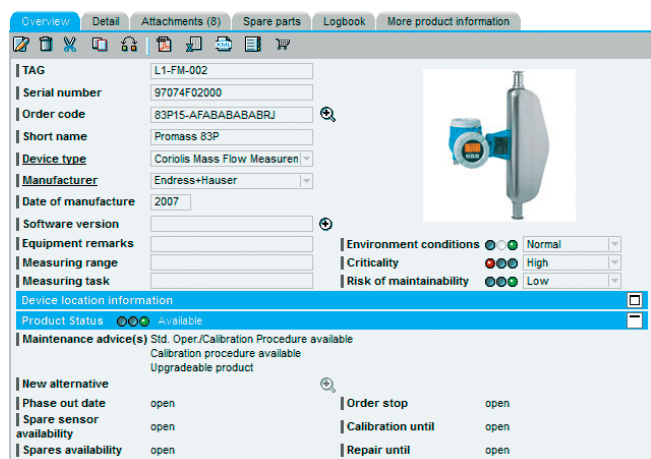 Overview Detail Attachments (8) Spare parts Logbook More product information
XML
TAG L1-FM-002
Serial number 97074F02000
Order code 83P15-AFABABABABRJ
Short name Promass 83P
Device type Coriolis Mass Flow Measuren
Manufacturer Endress+Hauser
Date of manufacture 2007
Software version
Equipment remarks Environment conditions Normal
Measuring range Criticality High
Measuring task Risk of maintainability Low
Device location information
Product Status Available
Maintenance advice(s) Std. Oper./Calibration Procedure available
Calibration procedure available
Upgradeable product
New alternative
Phase out date open Order stop open
Spare sensor
availability open Calibration until open
Spares availability open Repair until open